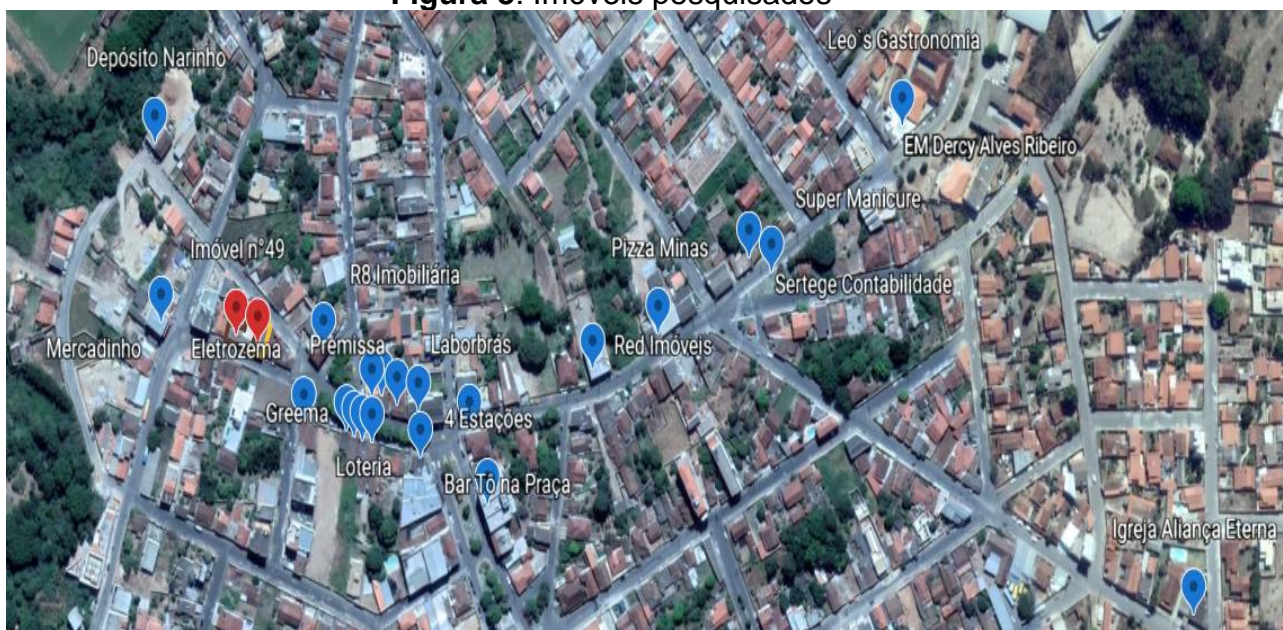 Figura 3. Imóveis pesquisados
Depósito Narinho
Leo`s Gastronomia
EM Dercy Alves Ribeiro
Super Manicure
Imóvel n°49
Pizza Minas
R8 Imobiliária
Sertege Contabilidade
Mercadinho
Eletrozema
Prêmissa
Laborbrás
Red Imóveis
Greema
4 Estações
Loteria
Bar Tô na Praça
Igreja Aliança Eterna